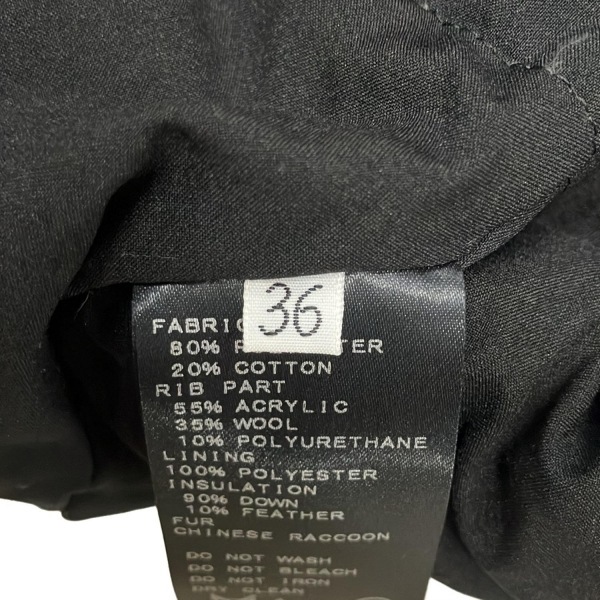 36
FABRIC
80% P   TER
20% COTTON
RIB PART
55% ACRYLIC
35% WOOL
10% POLYURETHANE
LINING
100% POLYESTER
INSULATION
90% DOWN
10% FEATHER
FUR
CHINESE RACCOON
DO NOT WASH
DO NOT BLEACH
DO NOT IRON
DRY CLEAN